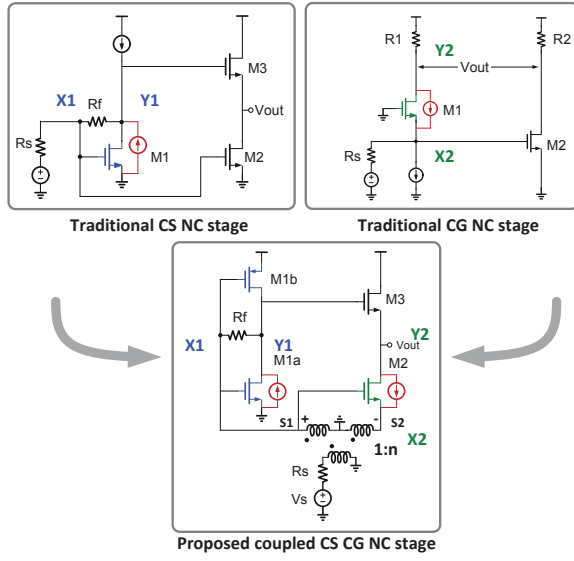 R1
Y2
R2
M3
X1
Rf
Y1
Vout
Vout
Rs
M1
M2
M1
Rs
X2
M2
Traditional CS NC stage
Traditional CG NC stage
M1b
M3
Rf
X1
Y1
Y2
Vout
M1a
M2
S1
+
-
S2
X2
1:n
Rs
Vs
Proposed coupled CS CG NC stage